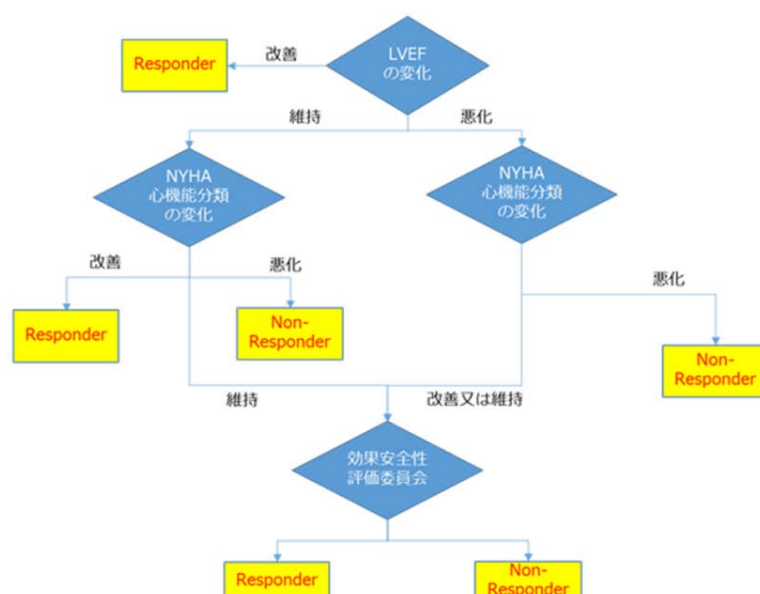 LVEF
の変化
改善
Responder
維持
悪化
NYHA
心機能分類
の変化
NYHA
心機能分類
の変化
改善
悪化
悪化
Responder
Non-
Responder
Non-
Responder
維持
改善又は維持
効果安全性
評価委員会
Responder
Non-
Responder